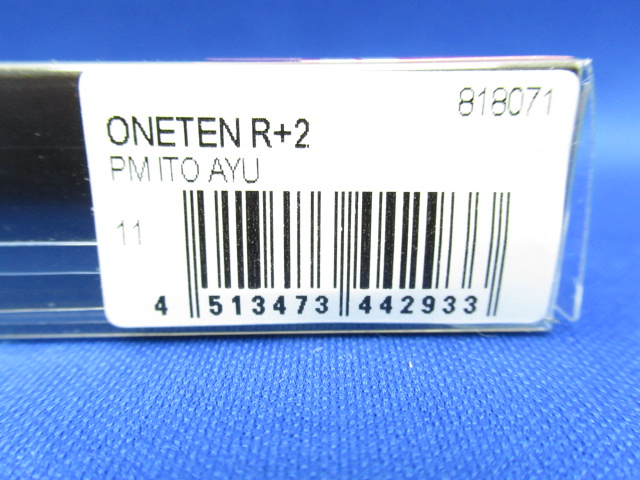 818071
ONETEN R+2
PM ITO AYU
11
4 513473 442933